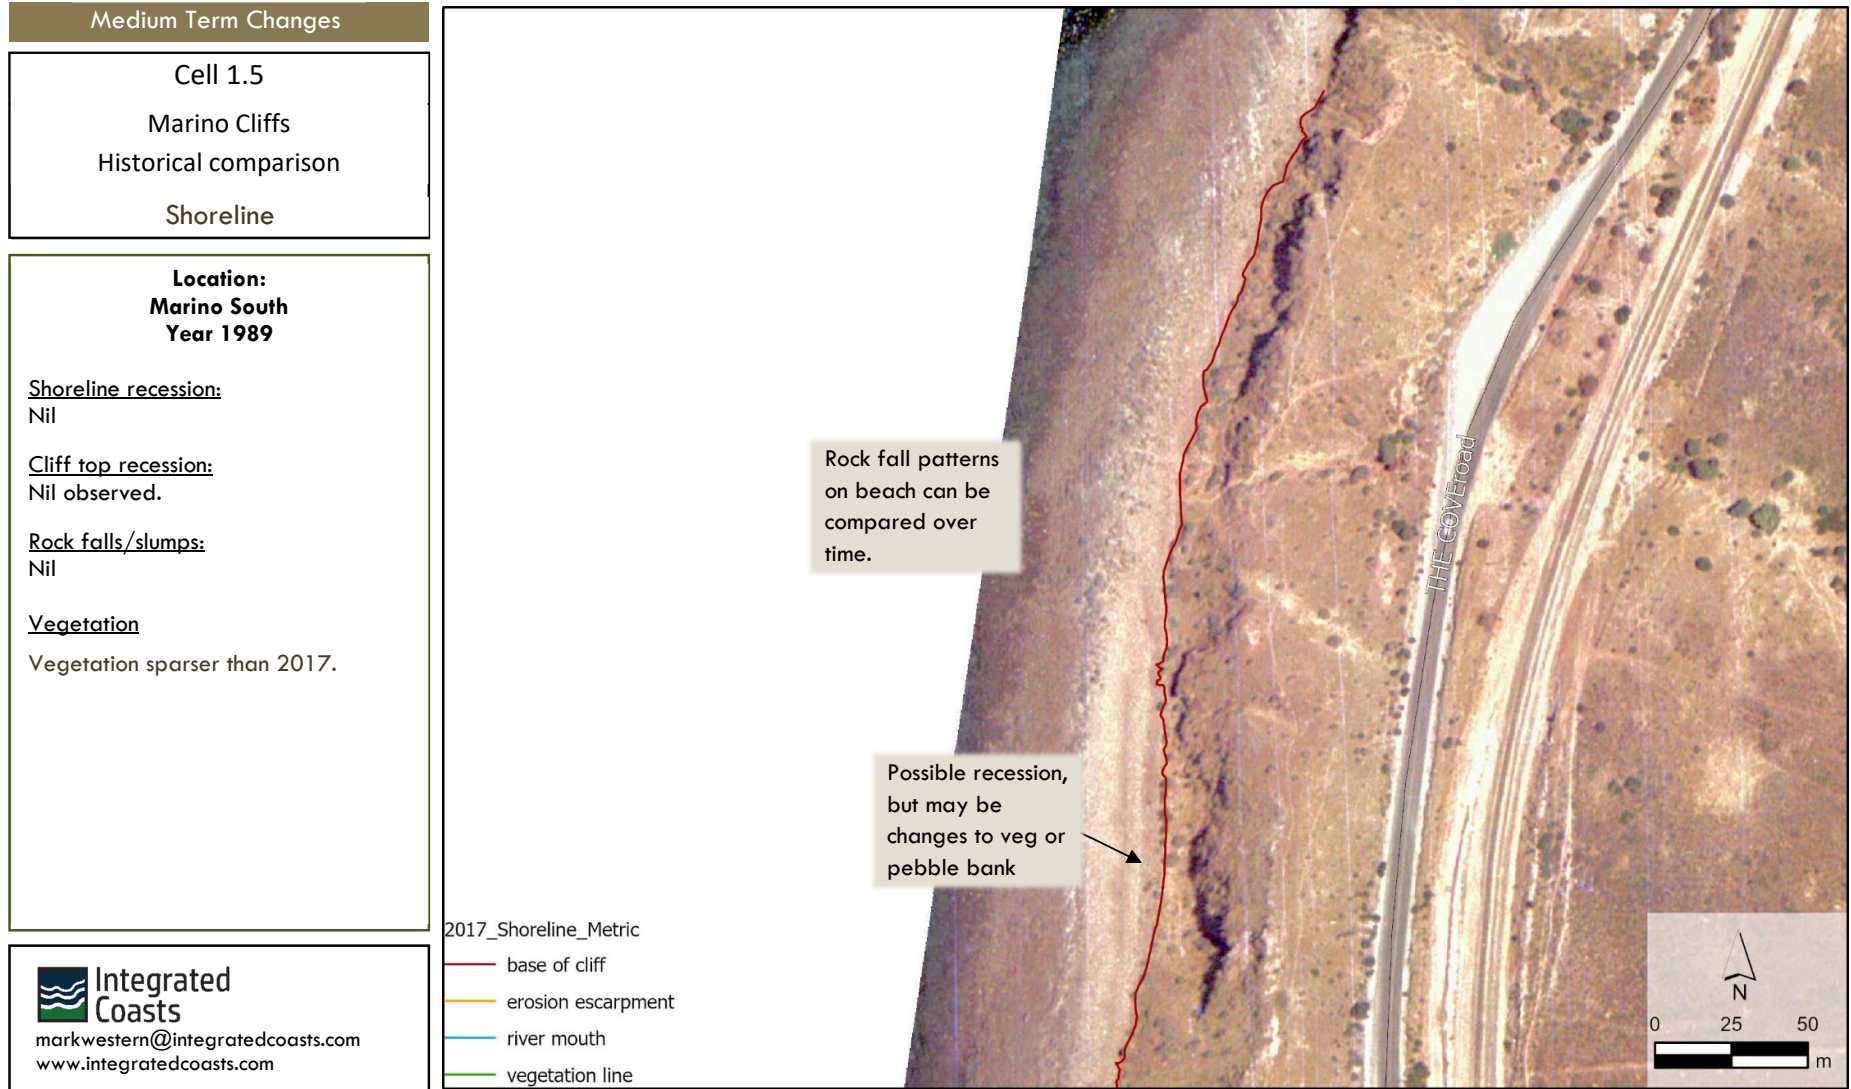 Medium Term Changes
Cell 1.5
Marino Cliffs
Historical comparison
Shoreline
Location:
Marino South
Year 1989
Shoreline recession:
Nil
Cliff top recession:
Nil observed.
Rock falls/slumps:
Nil
Vegetation
Vegetation sparser than 2017.
Integrated
Coasts
markwestern@integratedcoasts.com
www.integratedcoasts.com
Rock fall patterns
on beach can be
compared over
time.
Possible recession,
but may be
changes to veg or
pebble bank
THE COVEroad
2017_Shoreline_Metric
base of cliff
erosion escarpment
river mouth
vegetation line
N
0 25 50
m